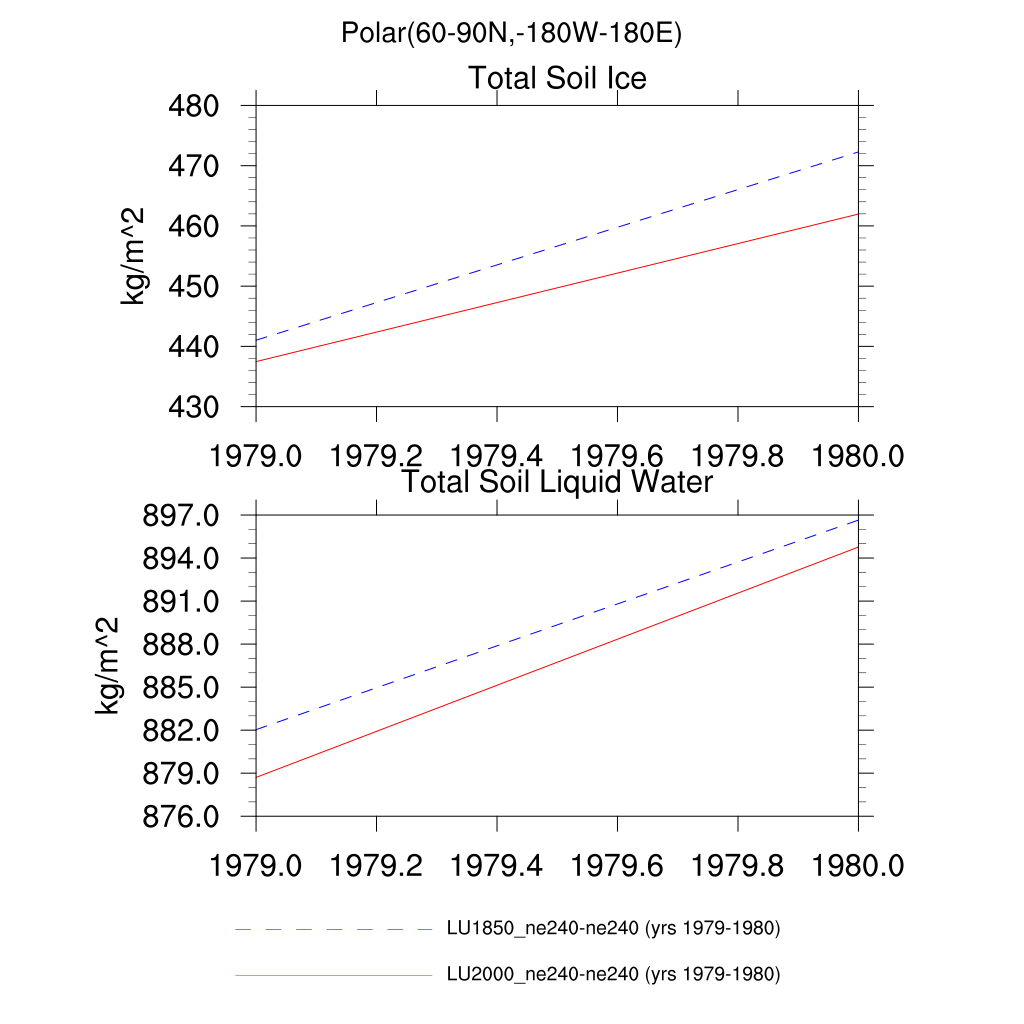 Polar(60-90N,-180W-180E)
Total Soil Ice
480
470
460
450
440
430
kg/m^2
1979.0 1979.2 1979.4 1979.6 1979.8 1980.0
Total Soil Liquid Water
897.0
894.0
891.0
888.0
885.0
882.0
879.0
876.0
kg/m^2
1979.0 1979.2 1979.4 1979.6 1979.8 1980.0
LU1850_ne240-ne240 (yrs 1979-1980)
LU2000_ne240-ne240 (yrs 1979-1980)